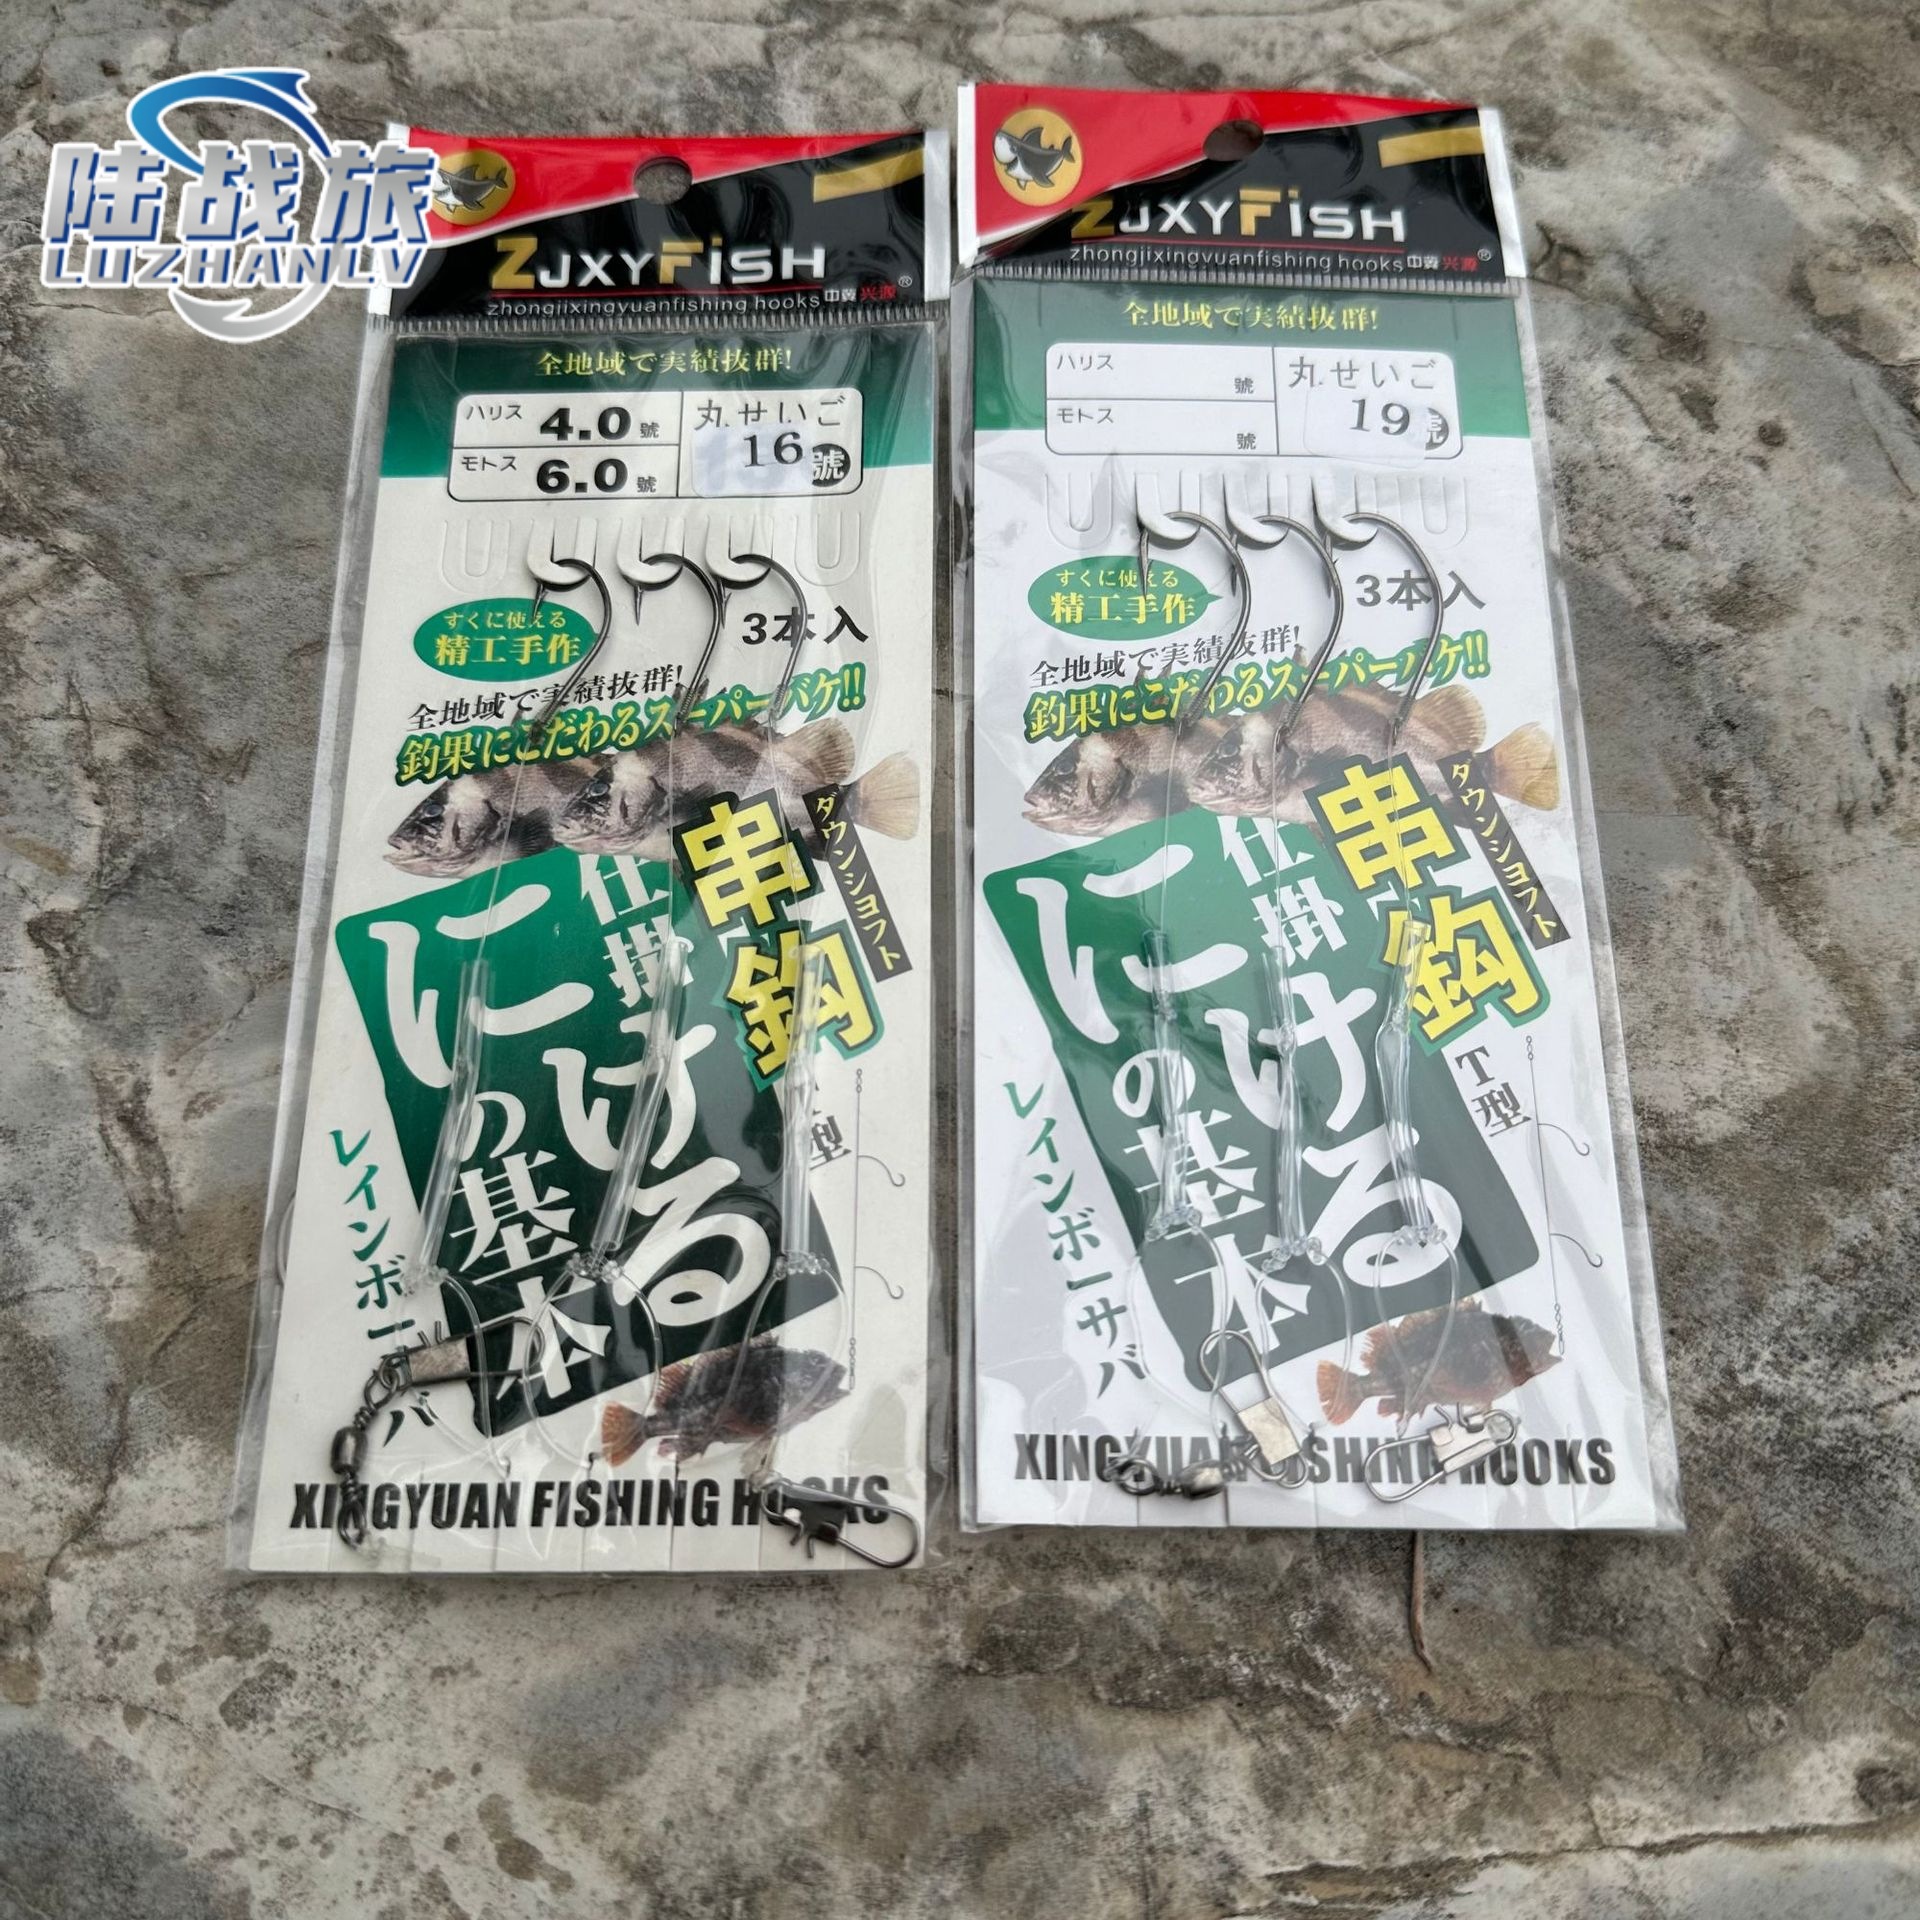 陆战旅
LUZHANLV
ZJXYFiSH
zhongjixingyuanfishing hooks 中冀兴源®
全地域で実績抜群!
ハリス 4.0 號
モトス 6.0 號
丸せいご
16 號
すぐに使える
精工手作
3本入
全地域で実績抜群!
釣果にこだわるスーパーバケ!!
串鈎
ダウンショフト
仕掛
にける
の基本
型
レインボーサバ
XINGYUAN FISHING HOOKS
ZJXYFiSH
zhongjixingyuanfishing hooks 中冀兴源®
全地域で実績抜群!
ハリス 號
モトス 號
丸せいご
19
すぐに使える
精工手作
3本入
全地域で実績抜群!
釣果にこだわるスーパーバケ!!
串鈎
ダウンショフト
仕掛
にける
の基本
T型
レインボーサバ
XINGYUAN FISHING HOOKS